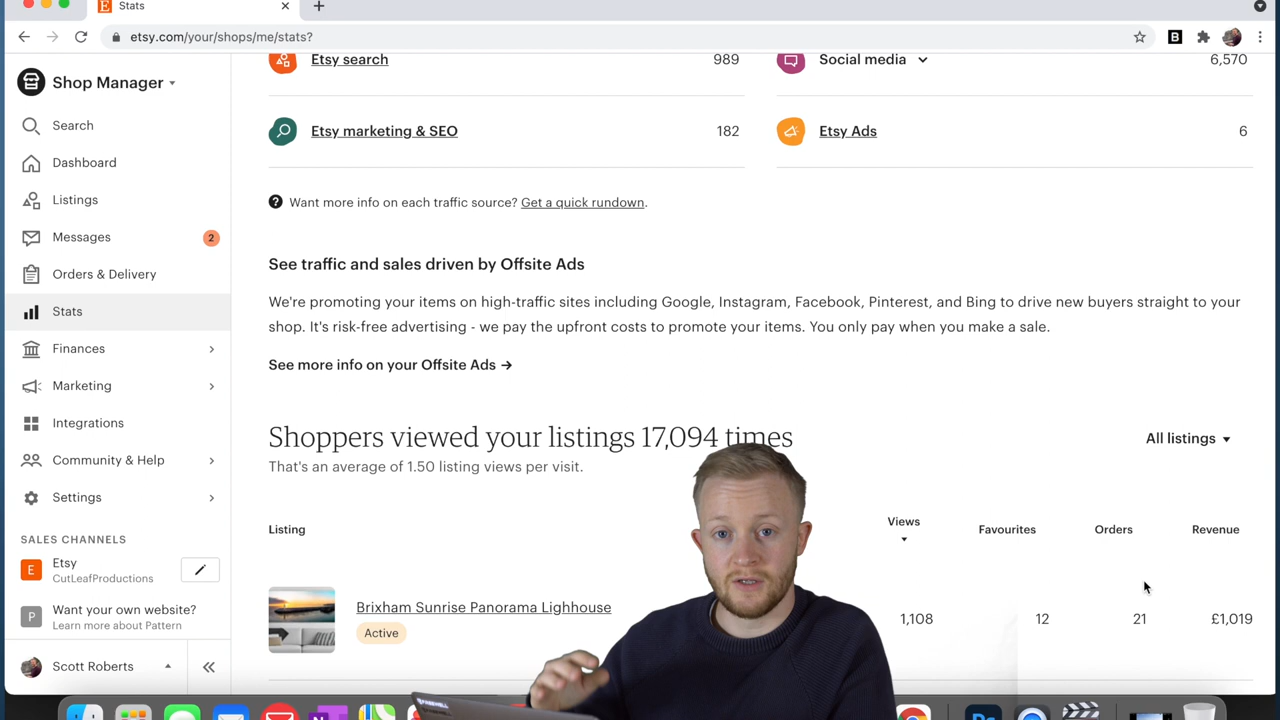 Stats
etsy.com/your/shops/me/stats?
Shop Manager
Search
Dashboard
Listings
Messages 2
Orders & Delivery
Stats
Finances
Marketing
Integrations
Community & Help
Settings
SALES CHANNELS
E Etsy
CutLeafProductions
P Want your own website?
Learn more about Pattern
Scott Roberts
Etsy search 989
Social media 6,570
Etsy marketing & SEO 182
Etsy Ads 6
Want more info on each traffic source? Get a quick rundown.
See traffic and sales driven by Offsite Ads
We're promoting your items on high-traffic sites including Google, Instagram, Facebook, Pinterest, and Bing to drive new buyers straight to your
shop. It's risk-free advertising - we pay the upfront costs to promote your items. You only pay when you make a sale.
See more info on your Offsite Ads →
Shoppers viewed your listings 17,094 times
All listings
That's an average of 1.50 listing views per visit.
Listing Views Favourites Orders Revenue
Brixham Sunrise Panorama Lighhouse
Active
1,108 12 21 £1,019